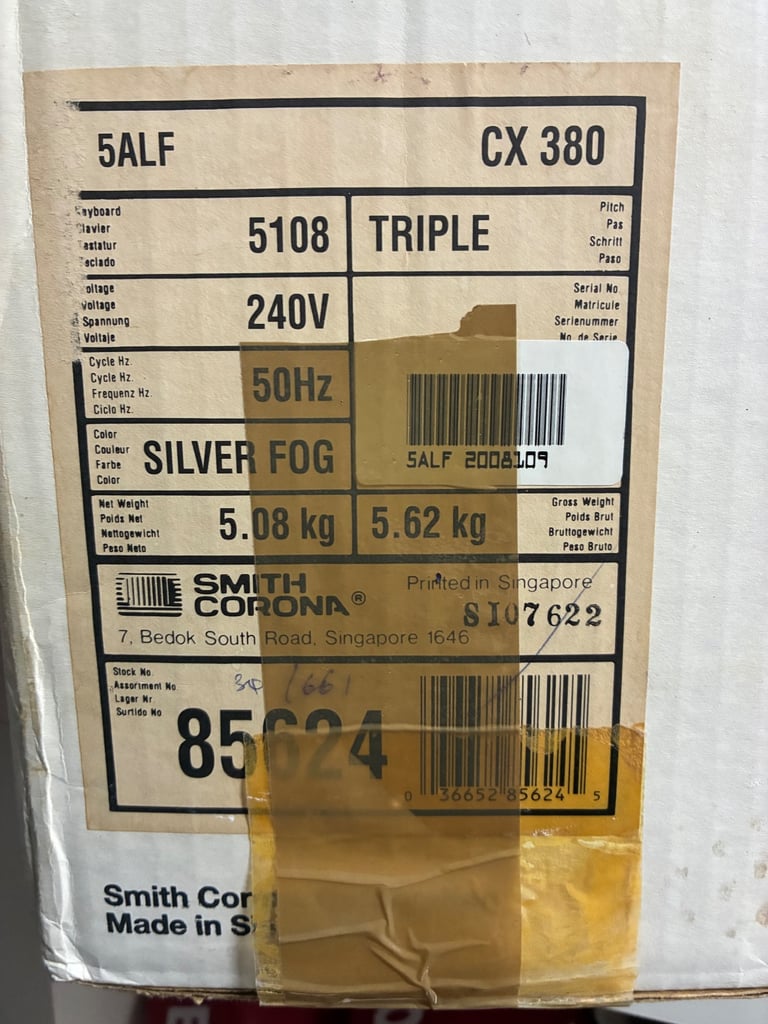 5ALF CX 380
Keyboard
Clavier
Tastatur
Teclado
5108
TRIPLE
Pitch
Pas
Schritt
Paso
Voltage
Voltage
Spannung
Voltaje
240V
Serial No.
Matricule
Seriennummer
No. de Serie
Cycle Hz.
Cycle Hz.
Frequenz Hz.
Ciclo Hz.
50Hz
5ALF 2008109
Color
Couleur
Farbe
Color
SILVER FOG
Net Weight
Poids Net
Nettogewicht
Peso Neto
5.08 kg
5.62 kg
Gross Weight
Poids Brut
Bruttogewicht
Peso Bruto
SMITH
CORONA®
Printed in Singapore
SI07622
7, Bedok South Road, Singapore 1646
Stock No.
Assortment No.
Lager Nr.
Surtido No.
85624
0 36652 85624 5
Smith Cor
Made in S